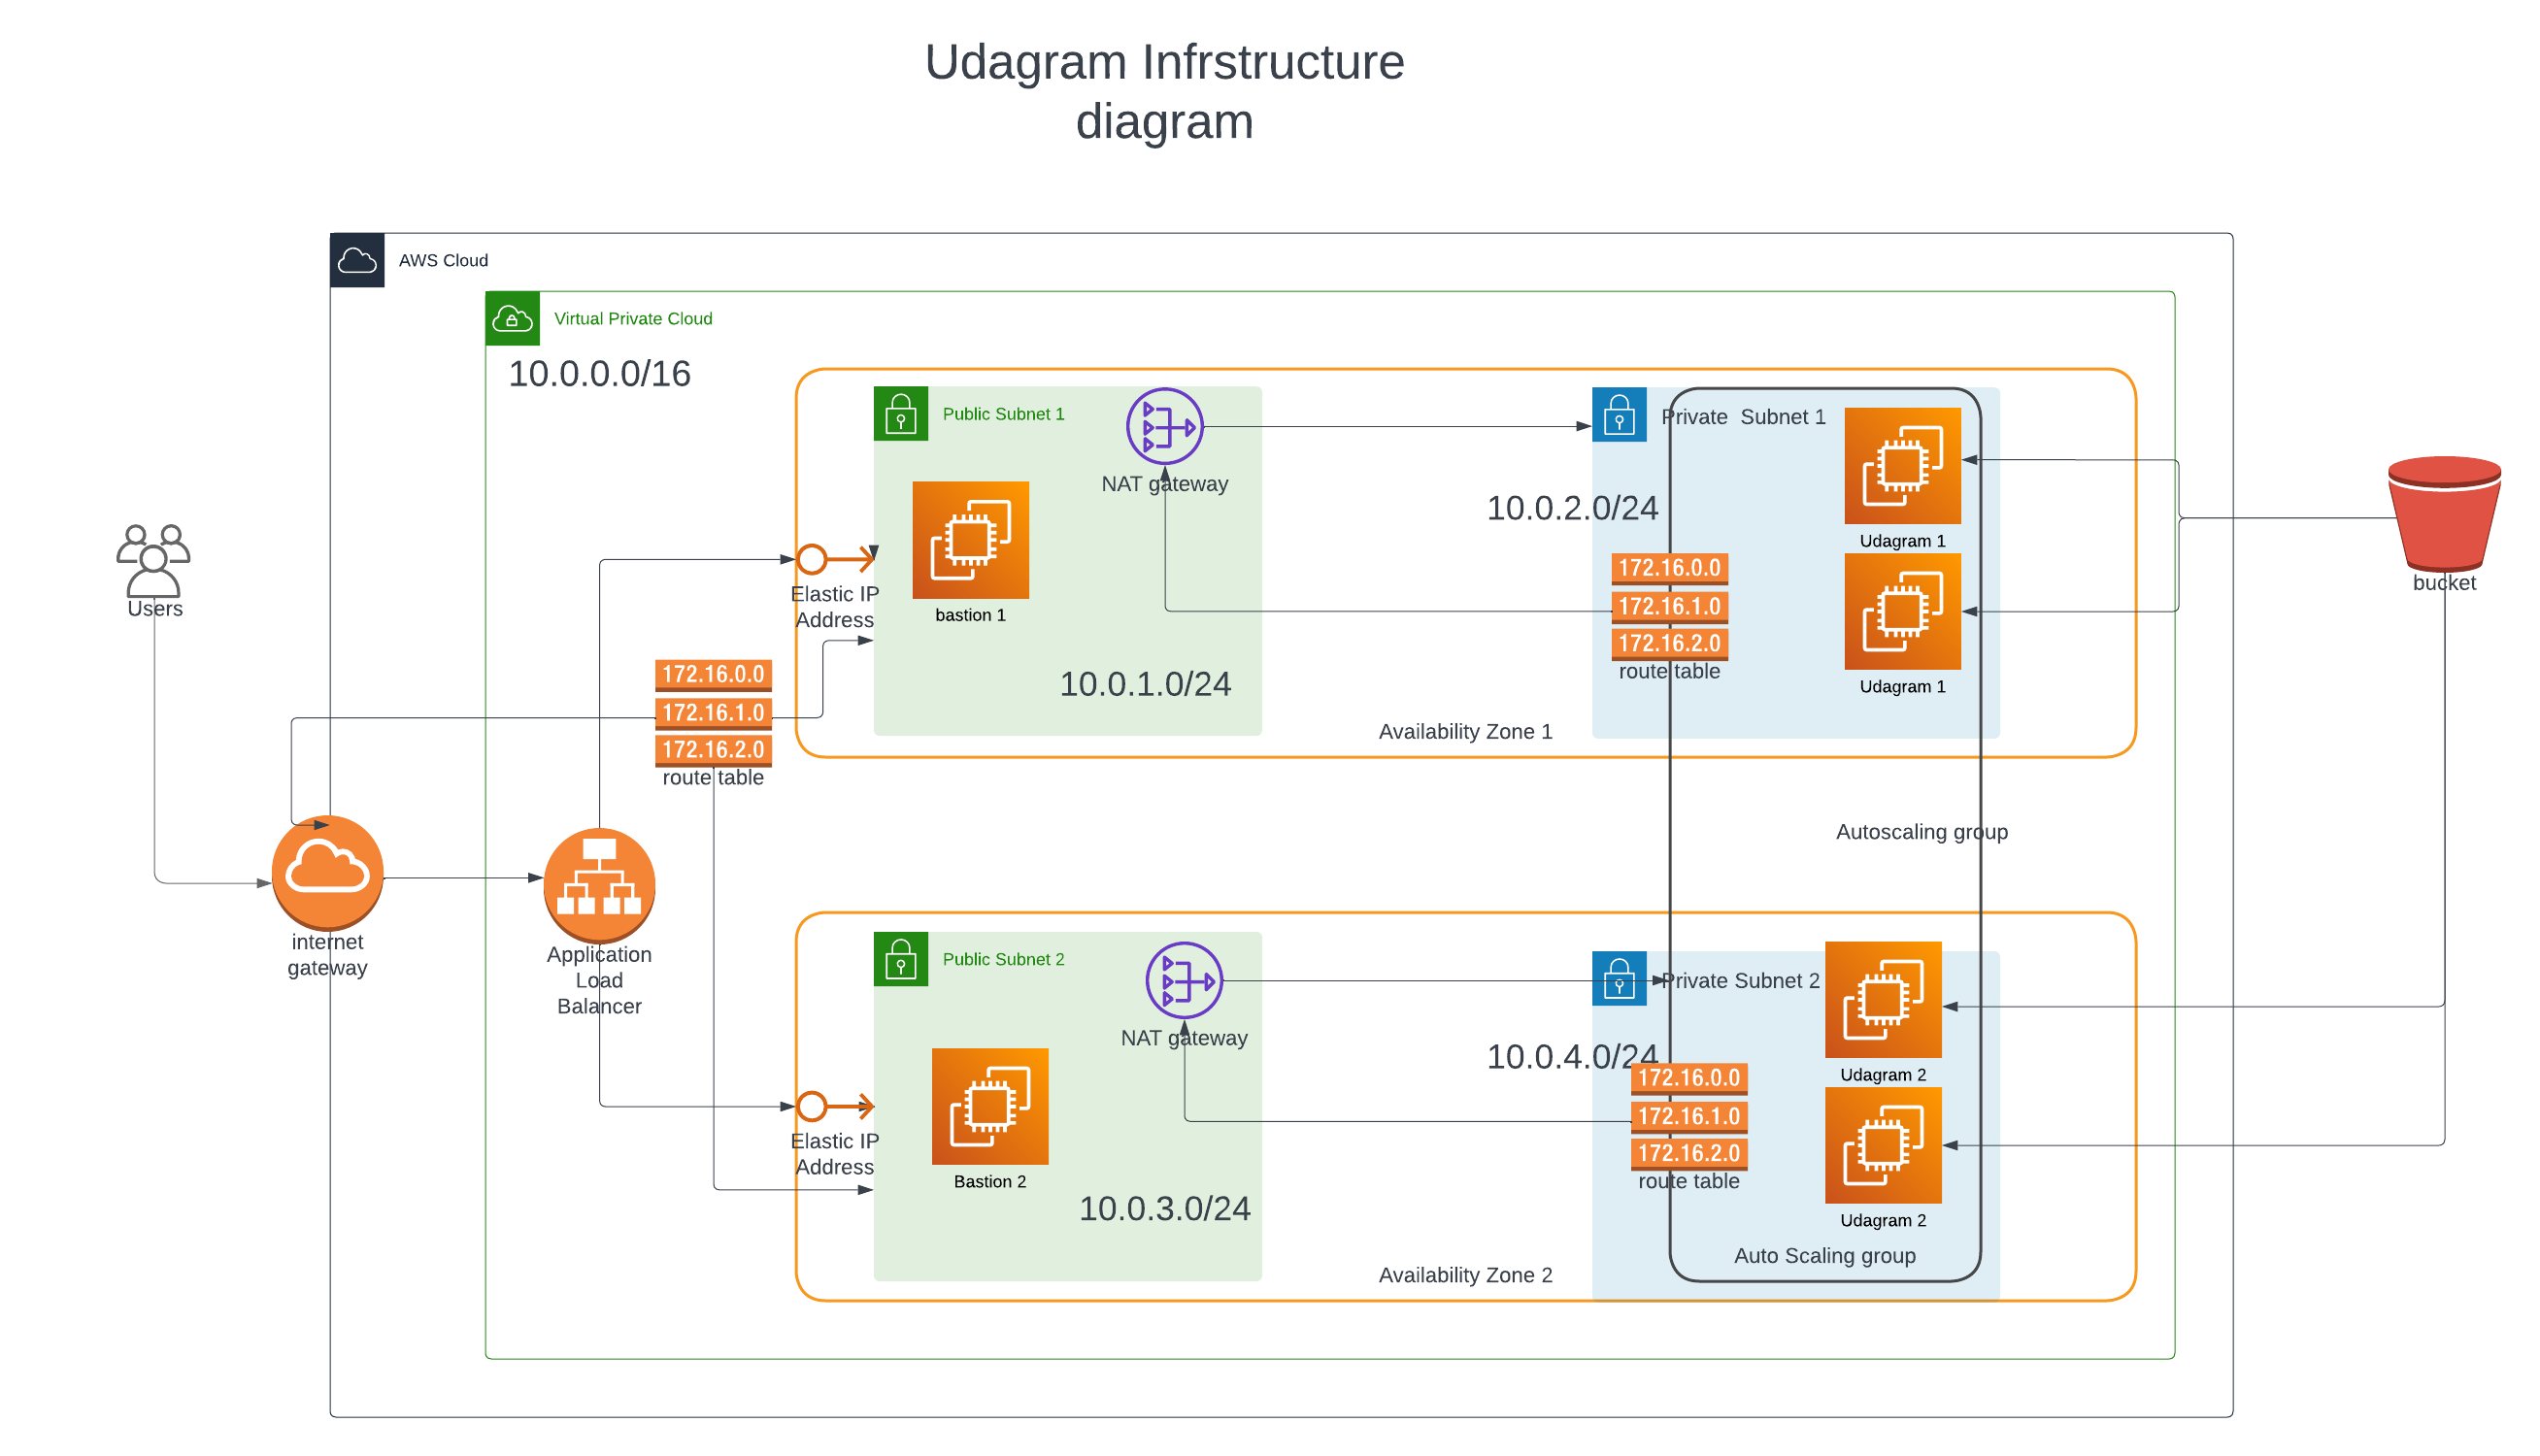 Udagram Infrstructure
diagram
AWS Cloud
Virtual Private Cloud
10.0.0.0/16
Public Subnet 1
NAT gateway
bastion 1
Elastic IP
Address
10.0.1.0/24
Private  Subnet 1
10.0.2.0/24
Udagram 1
172.16.0.0
172.16.1.0
172.16.2.0
route table
Udagram 1
Availability Zone 1
Users
bucket
172.16.0.0
172.16.1.0
172.16.2.0
route table
Autoscaling group
internet
gateway
Application
Load
Balancer
Public Subnet 2
NAT gateway
Bastion 2
Elastic IP
Address
10.0.3.0/24
Private Subnet 2
10.0.4.0/24
Udagram 2
172.16.0.0
172.16.1.0
172.16.2.0
route table
Udagram 2
Auto Scaling group
Availability Zone 2